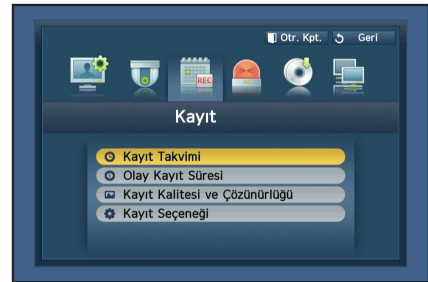 Otr. Kpt. Geri
REC
Kayıt
Kayıt Takvimi
Olay Kayıt Süresi
Kayıt Kalitesi ve Çözünürlüğü
Kayıt Seçeneği